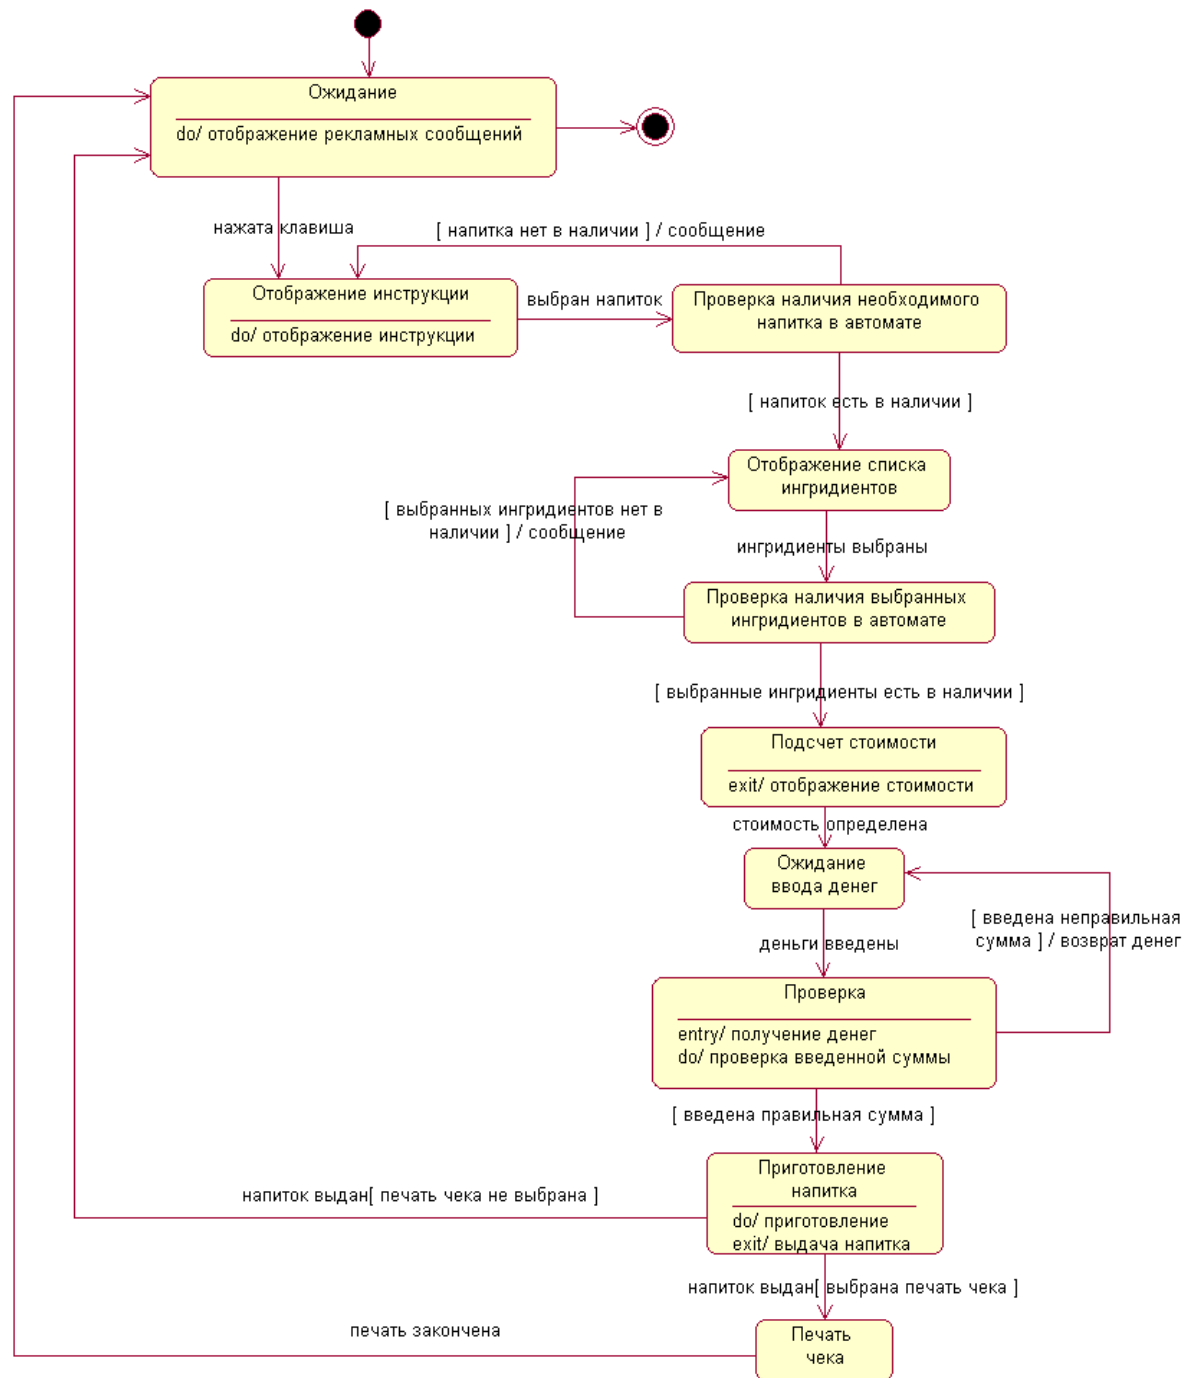 Ожидание
do/ отображение рекламных сообщений
нажата клавиша
[ напитка нет в наличии ] / сообщение
Отображение инструкции
do/ отображение инструкции
выбран напиток
Проверка наличия необходимого
напитка в автомате
[ напиток есть в наличии ]
Отображение списка
ингридиентов
[ выбранных ингридиентов нет в
наличии ] / сообщение
ингридиенты выбраны
Проверка наличия выбранных
ингридиентов в автомате
[ выбранные ингридиенты есть в наличии ]
Подсчет стоимости
exit/ отображение стоимости
стоимость определена
Ожидание
ввода денег
[ введена неправильная
сумма ] / возврат денег
деньги введены
Проверка
entry/ получение денег
do/ проверка введенной суммы
[ введена правильная сумма ]
Приготовление
напитка
do/ приготовление
exit/ выдача напитка
напиток выдан[ печать чека не выбрана ]
напиток выдан[ выбрана печать чека ]
печать закончена
Печать
чека